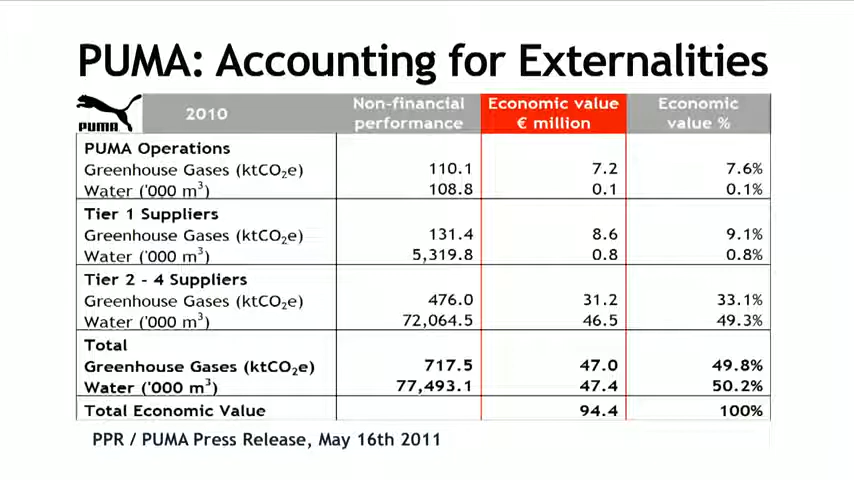 PUMA: Accounting for Externalities
PUMA
2010 Non-financial performance Economic value € million Economic value %
PUMA Operations
Greenhouse Gases (ktCO₂e) 110.1 7.2 7.6%
Water ('000 m³) 108.8 0.1 0.1%
Tier 1 Suppliers
Greenhouse Gases (ktCO₂e) 131.4 8.6 9.1%
Water ('000 m³) 5,319.8 0.8 0.8%
Tier 2 - 4 Suppliers
Greenhouse Gases (ktCO₂e) 476.0 31.2 33.1%
Water ('000 m³) 72,064.5 46.5 49.3%
Total
Greenhouse Gases (ktCO₂e) 717.5 47.0 49.8%
Water ('000 m³) 77,493.1 47.4 50.2%
Total Economic Value 94.4 100%
PPR / PUMA Press Release, May 16th 2011